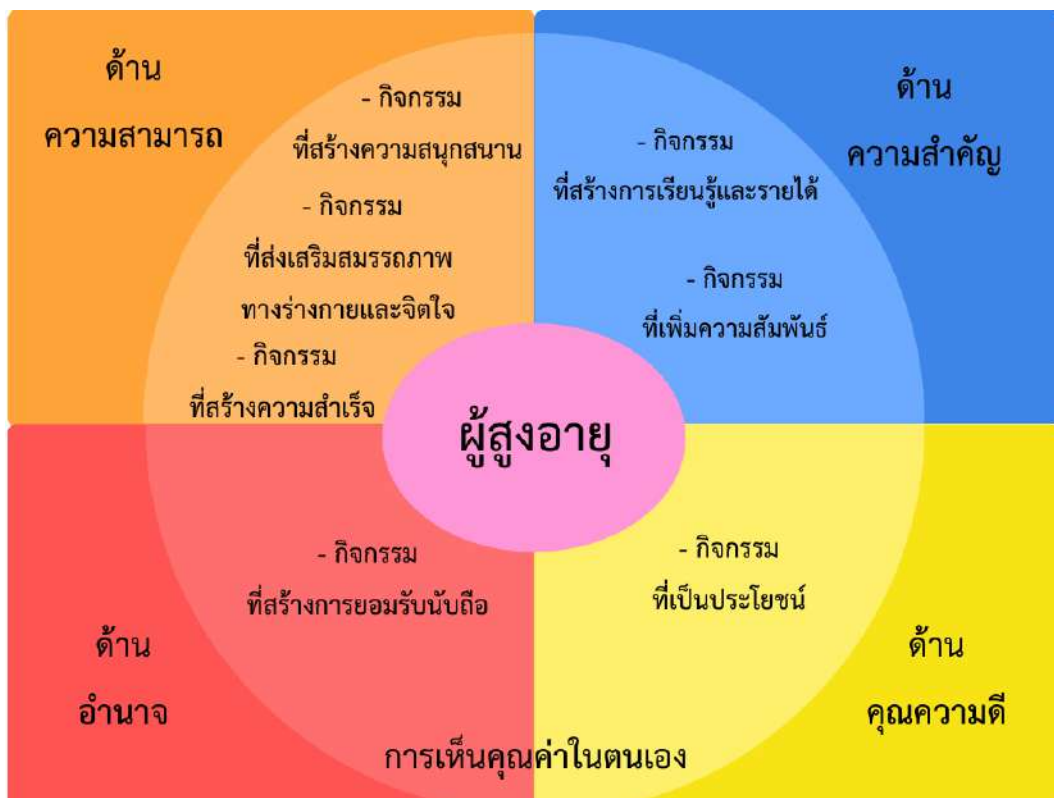 ด้าน
ความสามารถ
- กิจกรรม
ที่สร้างความสนุกสนาน
- กิจกรรม
ที่ส่งเสริมสมรรถภาพ
ทางร่างกายและจิตใจ
- กิจกรรม
ที่สร้างความสำเร็จ
ด้าน
ความสำคัญ
- กิจกรรม
ที่สร้างการเรียนรู้และรายได้
- กิจกรรม
ที่เพิ่มความสัมพันธ์
ผู้สูงอายุ
- กิจกรรม
ที่สร้างการยอมรับนับถือ
ด้าน
อำนาจ
- กิจกรรม
ที่เป็นประโยชน์
ด้าน
คุณความดี
การเห็นคุณค่าในตนเอง